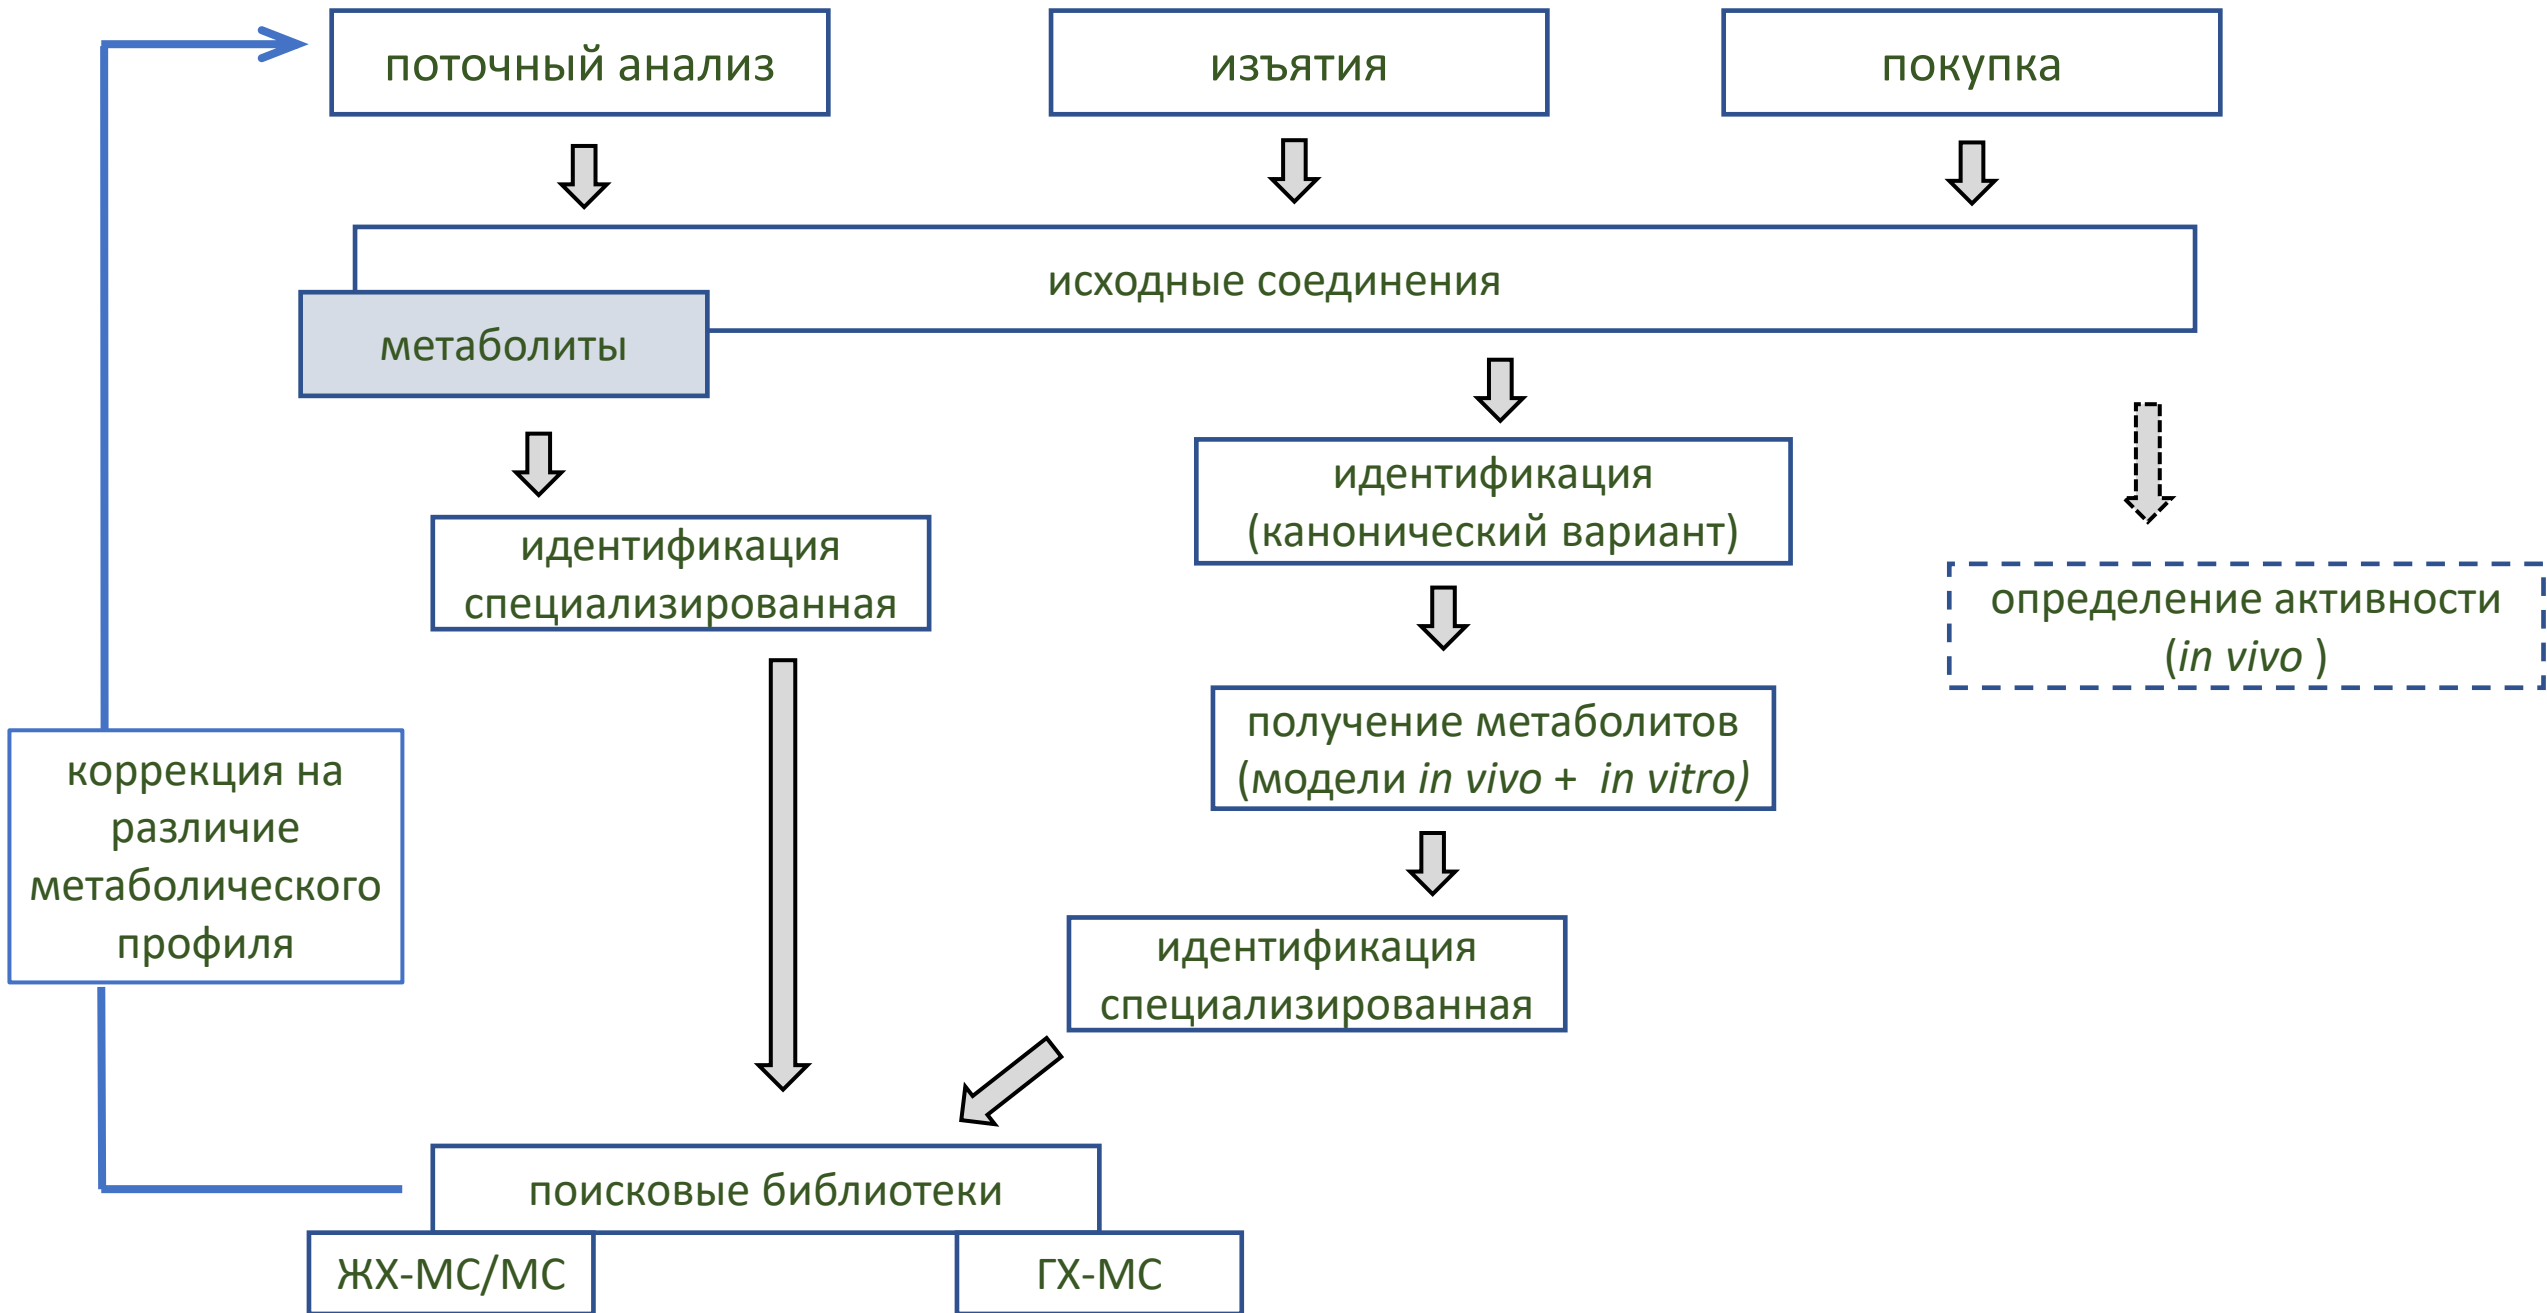 поточный анализ
изъятия
покупка
исходные соединения
метаболиты
идентификация
(канонический вариант)
идентификация
специализированная
определение активности
(in vivo )
получение метаболитов
(модели in vivo + in vitro)
коррекция на
различие
метаболического
профиля
идентификация
специализированная
поисковые библиотеки
ЖХ-МС/МС
ГХ-МС